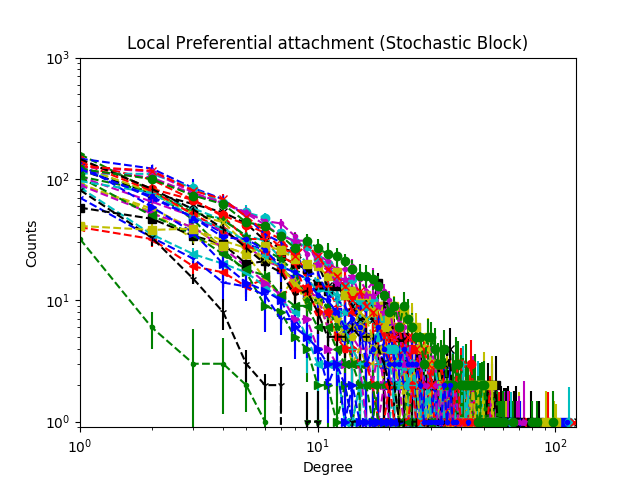 Local Preferential attachment (Stochastic Block)
10³
10²
10¹
10⁰
Counts
10⁰ 10¹ 10²
Degree